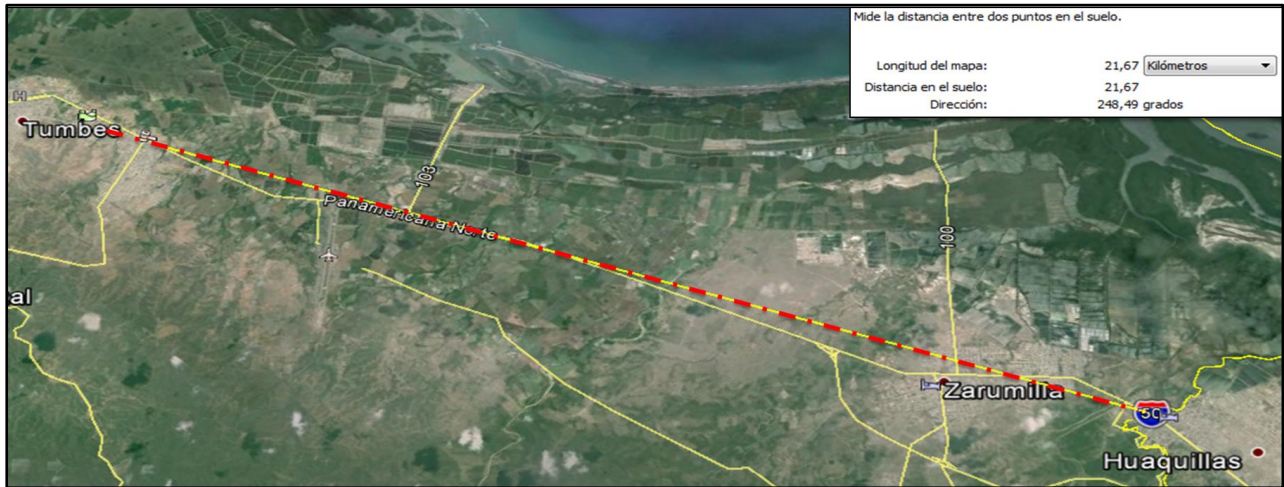 Mide la distancia entre dos puntos en el suelo.
Longitud del mapa: 21,67 Kilómetros
Distancia en el suelo: 21,67
Dirección: 248,49 grados
H
Tumbes
103
Panamericana Norte
100
al
Zarumilla
50
Huaquillas